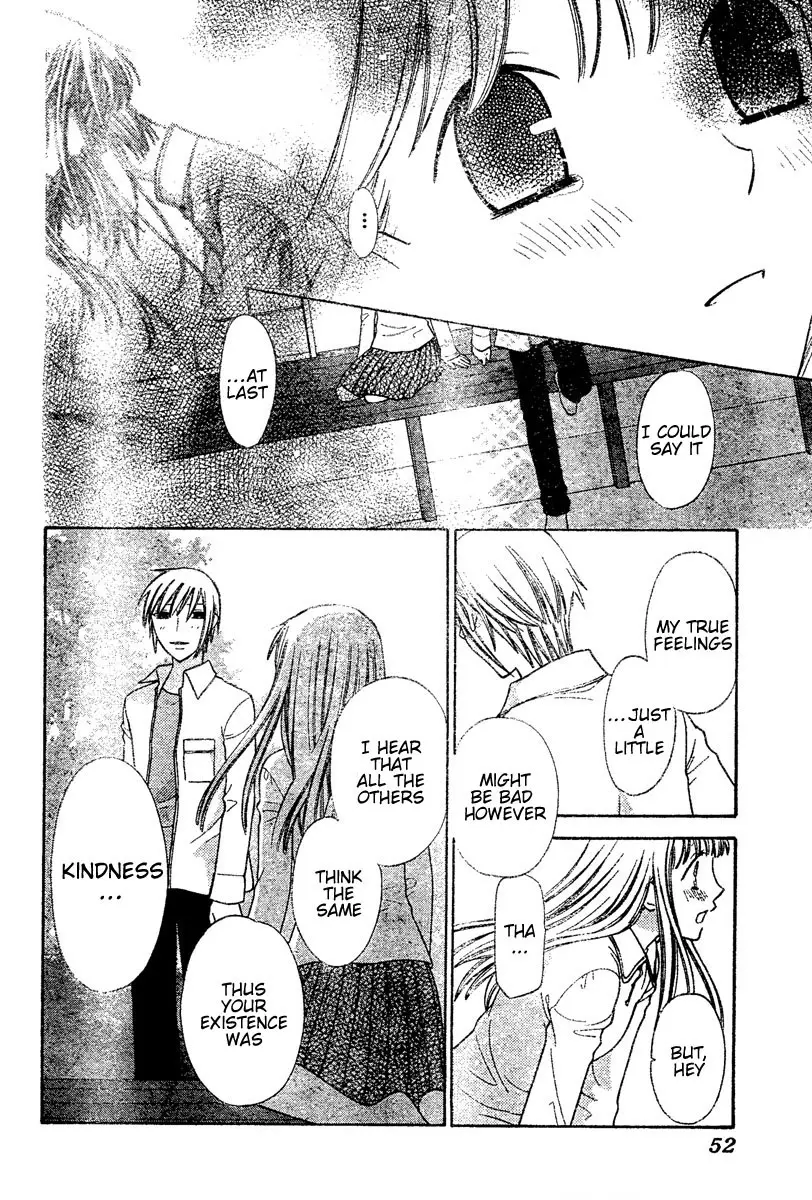 ...
I COULD
SAY IT
...AT
LAST
MY TRUE
FEELINGS
...JUST
A
LITTLE
MIGHT
BE BAD
HOWEVER
THA
...
BUT,
HEY
I HEAR
THAT
ALL THE
OTHERS
THINK
THE
SAME
THUS
YOUR
EXISTENCE
WAS
KINDNESS
...
52